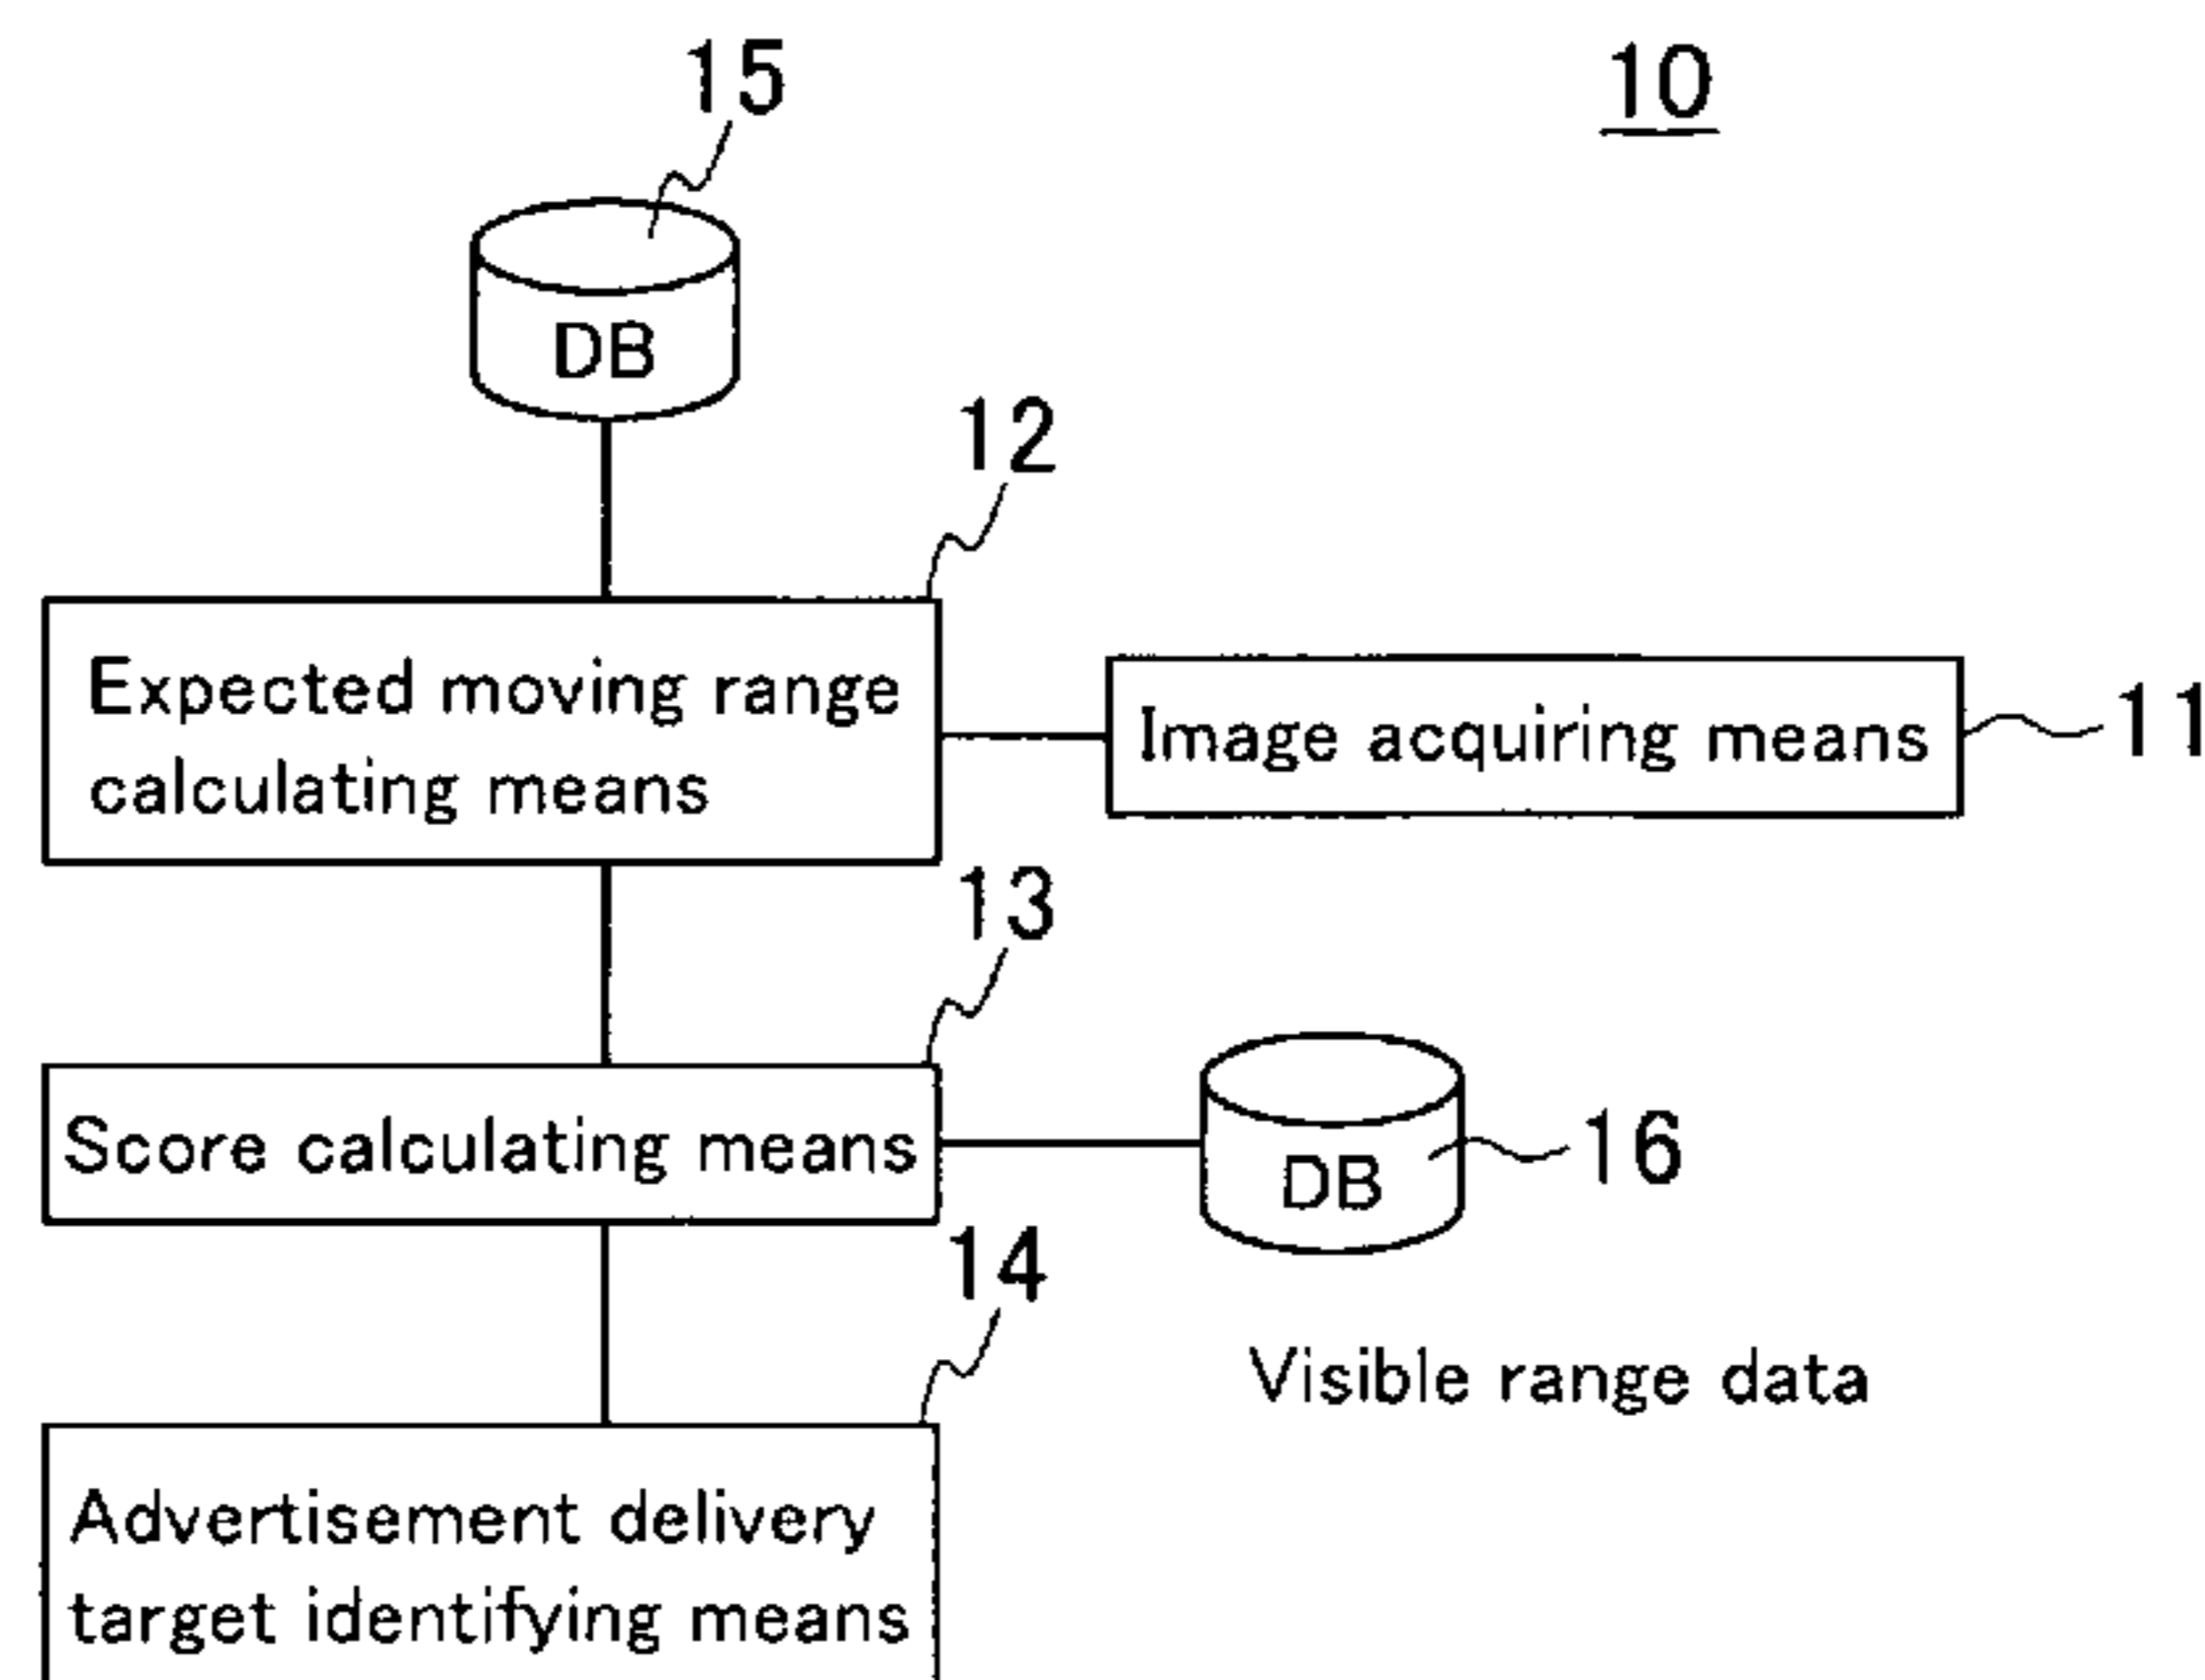 15
10
DB
12
Expected moving range
calculating means
Image acquiring means
11
13
Score calculating means
DB
16
14
Visible range data
Advertisement delivery
target identifying means